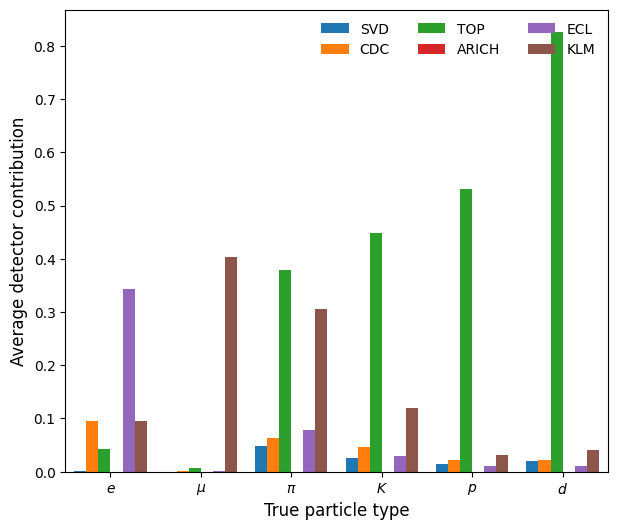 SVD TOP ECL
CDC ARICH KLM
Average detector contribution
0.8
0.7
0.6
0.5
0.4
0.3
0.2
0.1
0.0
e μ π K p d
True particle type